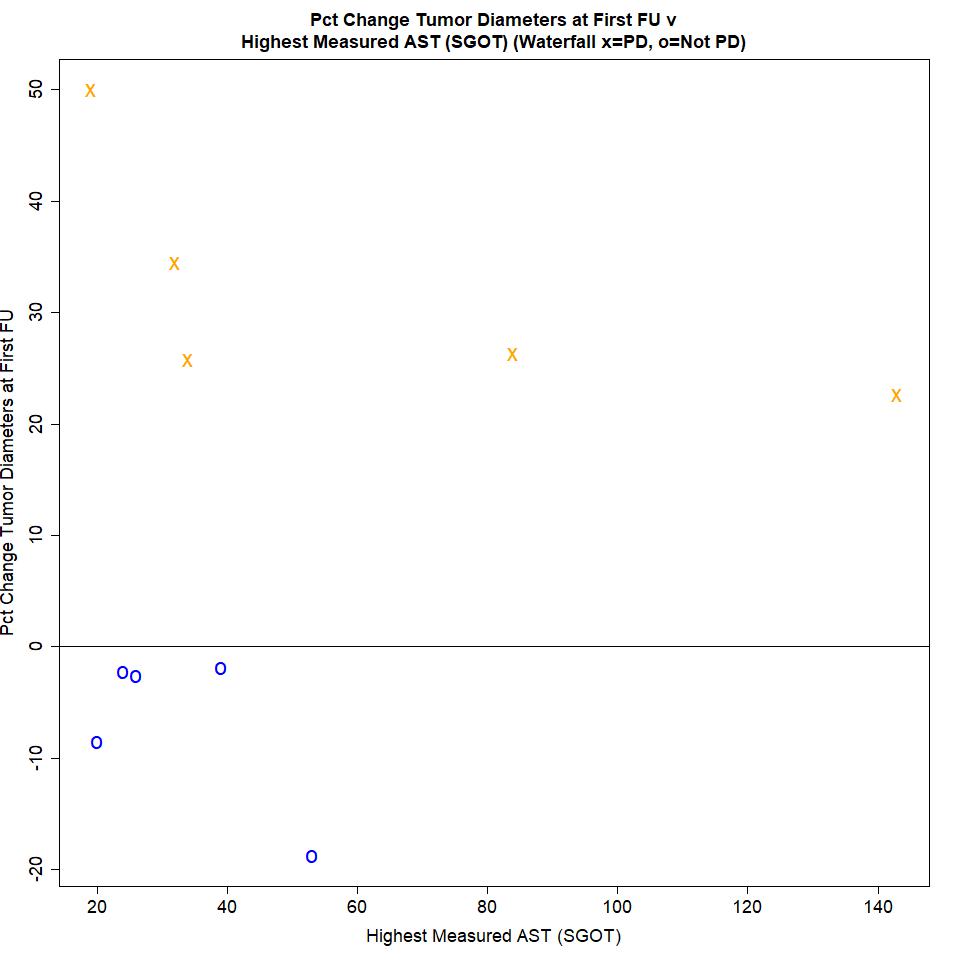 Pct Change Tumor Diameters at First FU v
Highest Measured AST (SGOT) (Waterfall x=PD, o=Not PD)
Pct Change Tumor Diameters at First FU
50
40
30
20
10
0
-10
-20
X
X
X
X
X
O
O
O
O
O
20 40 60 80 100 120 140
Highest Measured AST (SGOT)